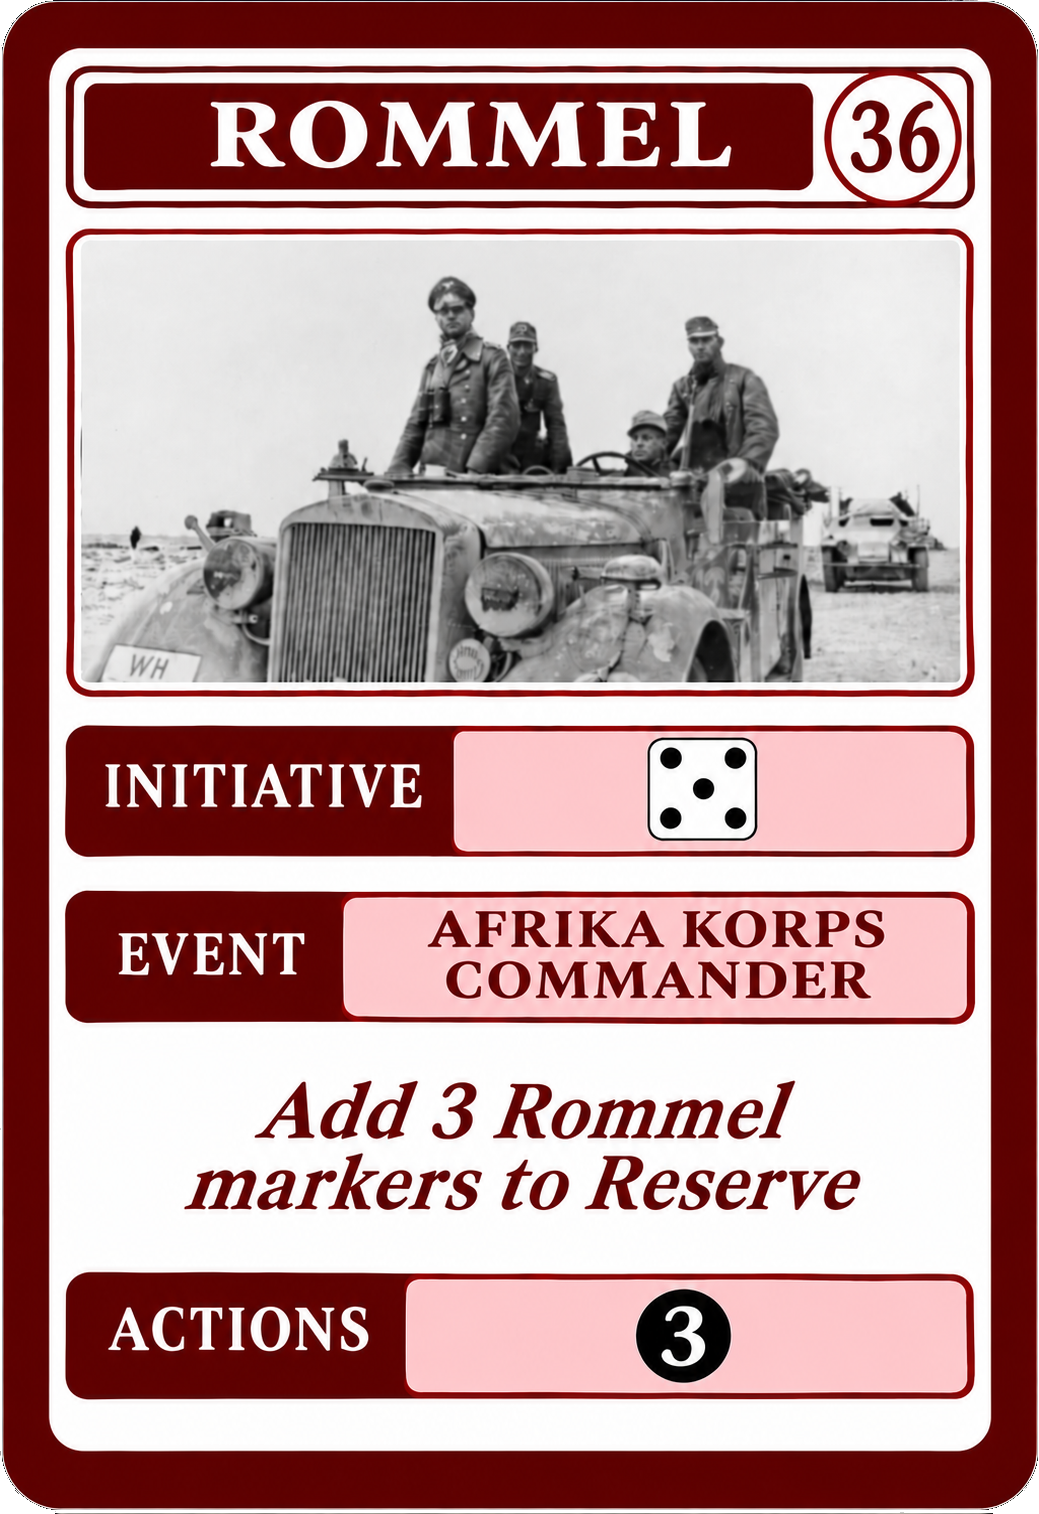 ROMMEL
36
WH
INITIATIVE
EVENT
AFRIKA KORPS
COMMANDER
Add 3 Rommel
markers to Reserve
ACTIONS
3